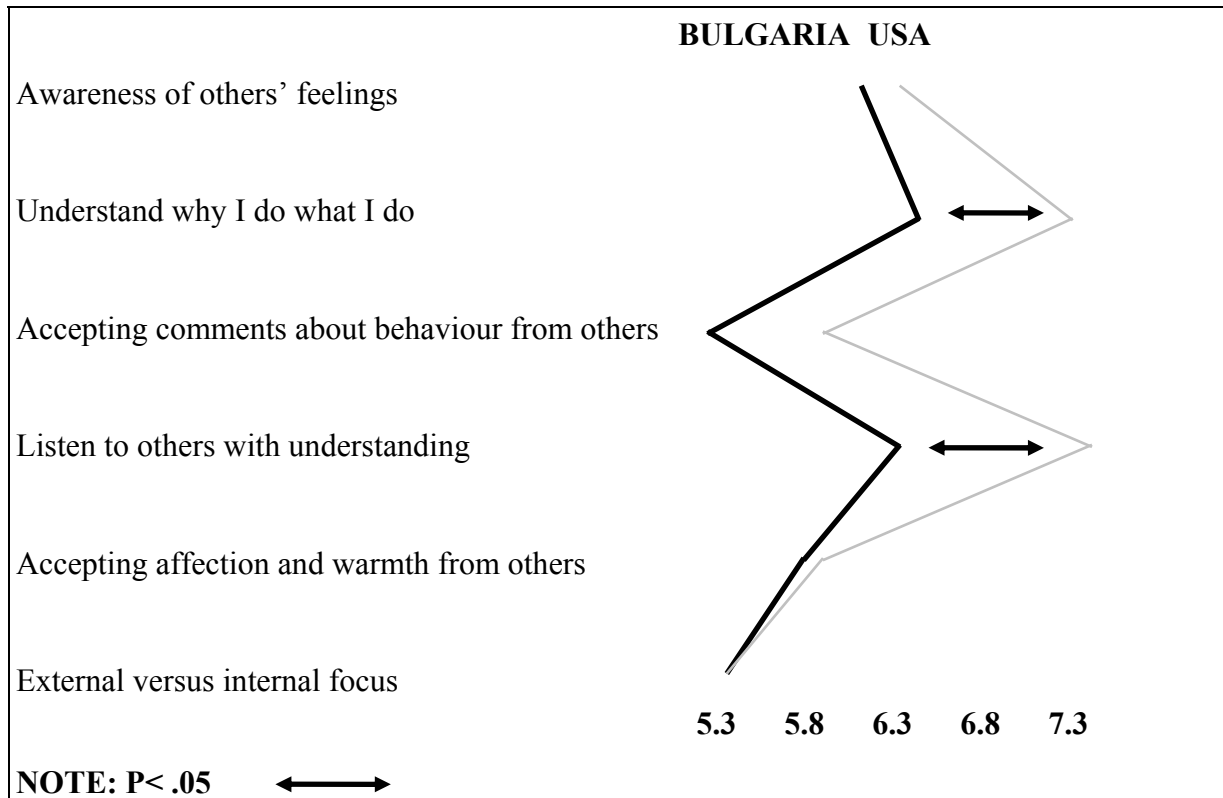 BULGARIA USA
Awareness of others’ feelings
Understand why I do what I do
Accepting comments about behaviour from others
Listen to others with understanding
Accepting affection and warmth from others
External versus internal focus
5.3 5.8 6.3 6.8 7.3
NOTE: P< .05